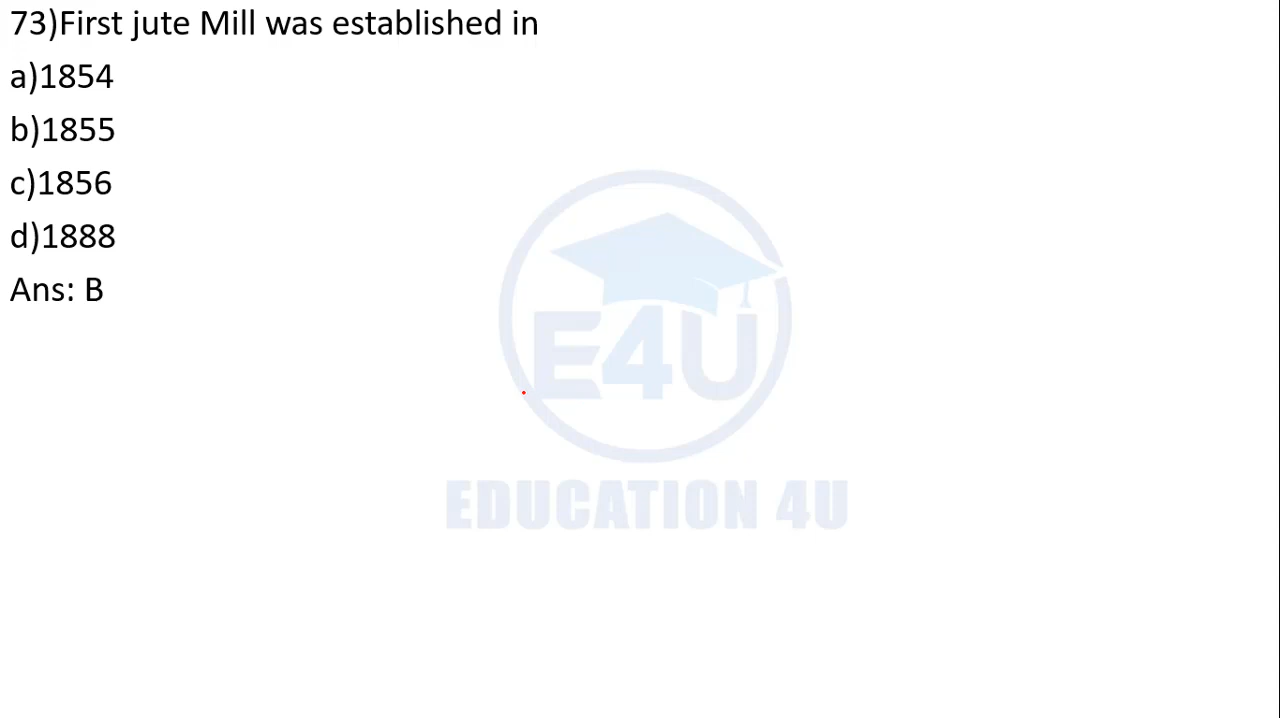 73)First jute Mill was established in
a)1854
b)1855
c)1856
d)1888
Ans: B
E4U
EDUCATION 4U